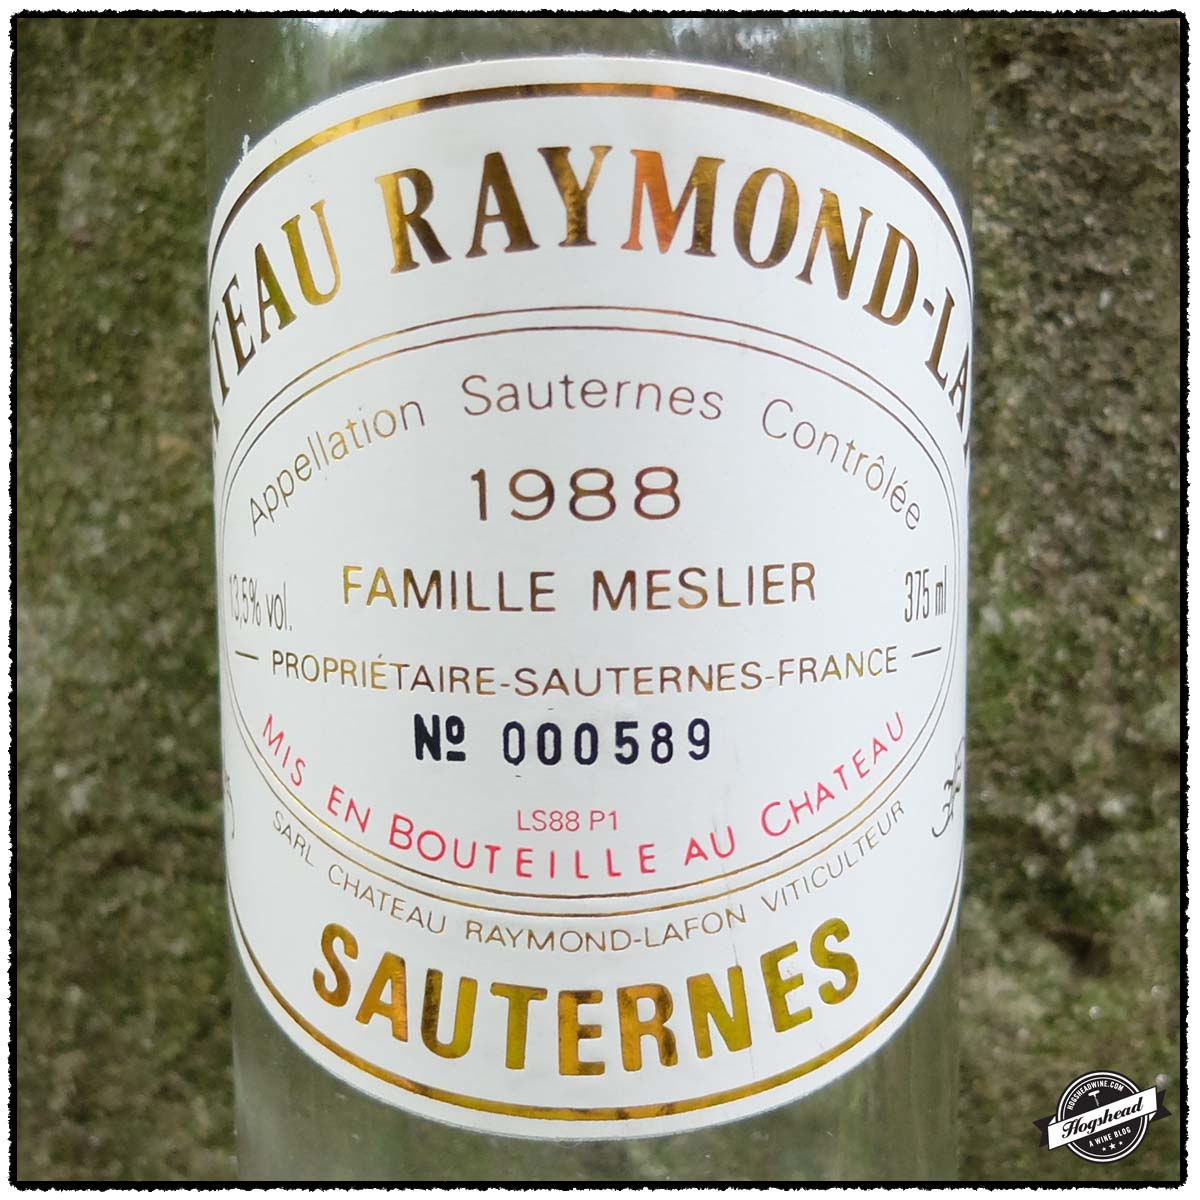 TEAU RAYMOND-LA
Appellation Sauternes Contrôlée
1988
FAMILLE MESLIER
13,5% vol.
375 ml
PROPRIÉTAIRE-SAUTERNES-FRANCE
Nº 000589
LS88 P1
MIS EN BOUTEILLE AU CHATEAU
SARL CHATEAU RAYMOND-LAFON VITICULTEUR
SAUTERNES
HOGSHEADWINE.COM
Hogshead
A WINE BLOG